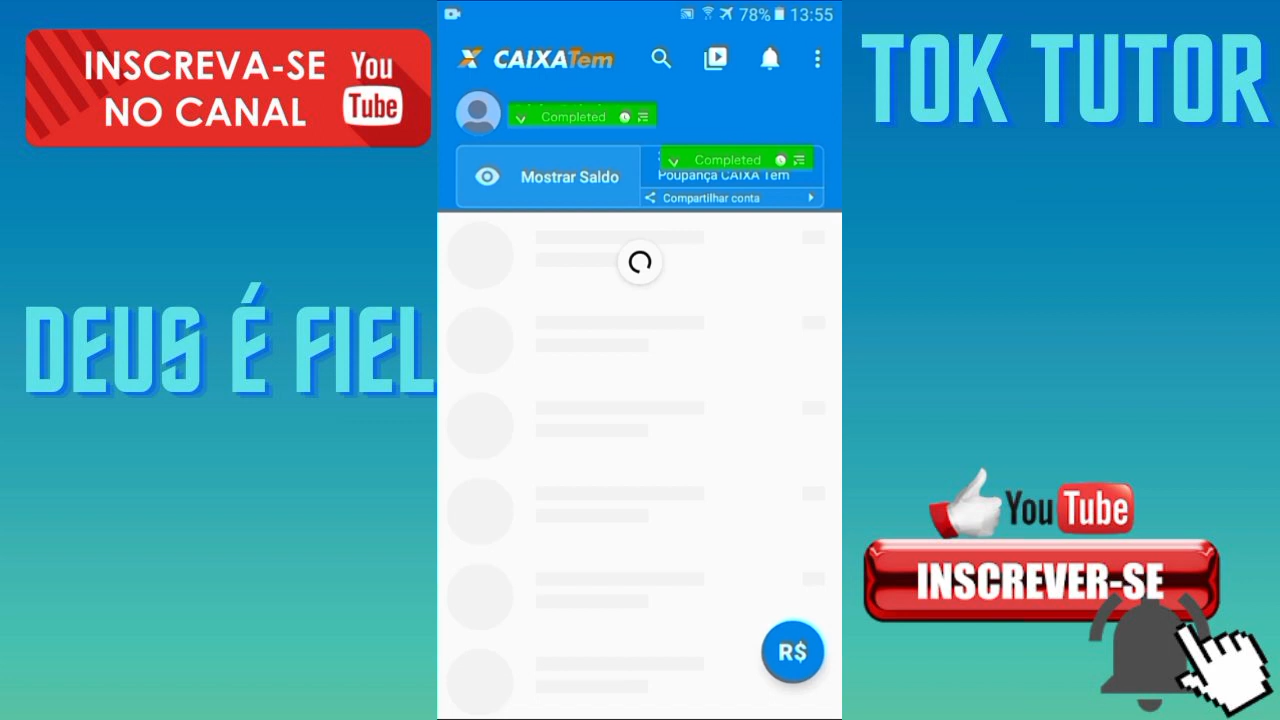 INSCREVA-SE
NO CANAL
You
Tube
DEUS É FIEL
78% 13:55
CAIXATem
Completed
Mostrar Saldo
Completed
Poupança CAIXA Tem
Compartilhar conta
R$
TOK TUTOR
YouTube
INSCREVER-SE